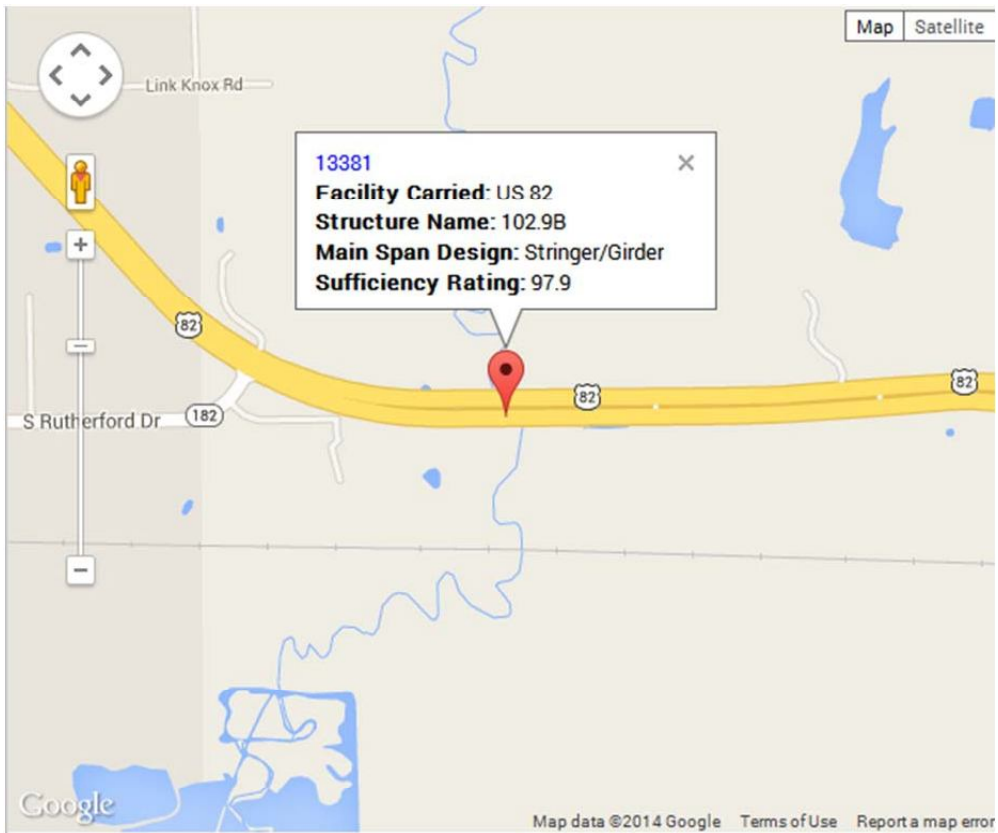 Map Satellite
Link Knox Rd
13381
Facility Carried: US 82
Structure Name: 102.9B
Main Span Design: Stringer/Girder
Sufficiency Rating: 97.9
82
82
82
S Rutherford Dr 182
Google
Map data ©2014 Google Terms of Use Report a map error